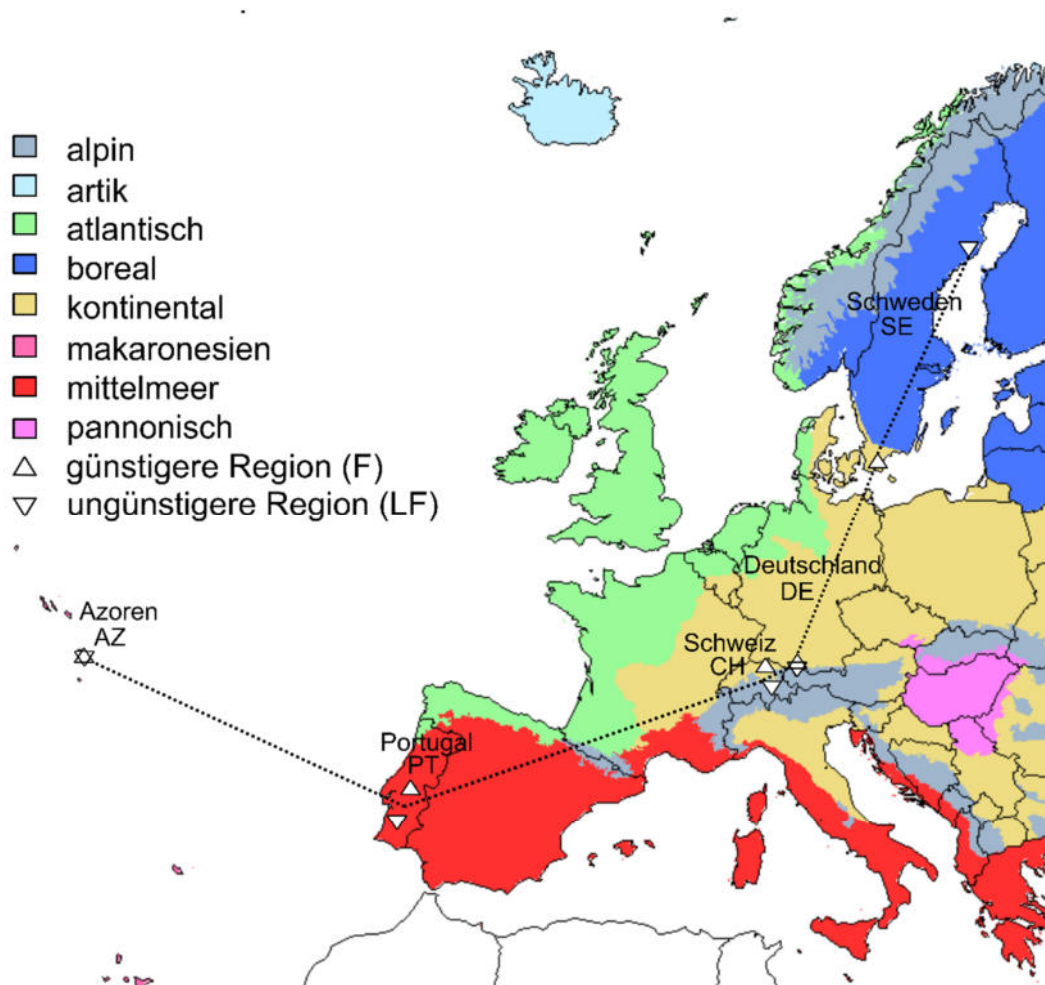 alpin
artik
atlantisch
boreal
kontinental
makaronesien
mittelmeer
pannonisch
günstigere Region (F)
ungünstigere Region (LF)
Schweden
SE
Deutschland
DE
Azoren
AZ
Schweiz
CH
Portugal
PT